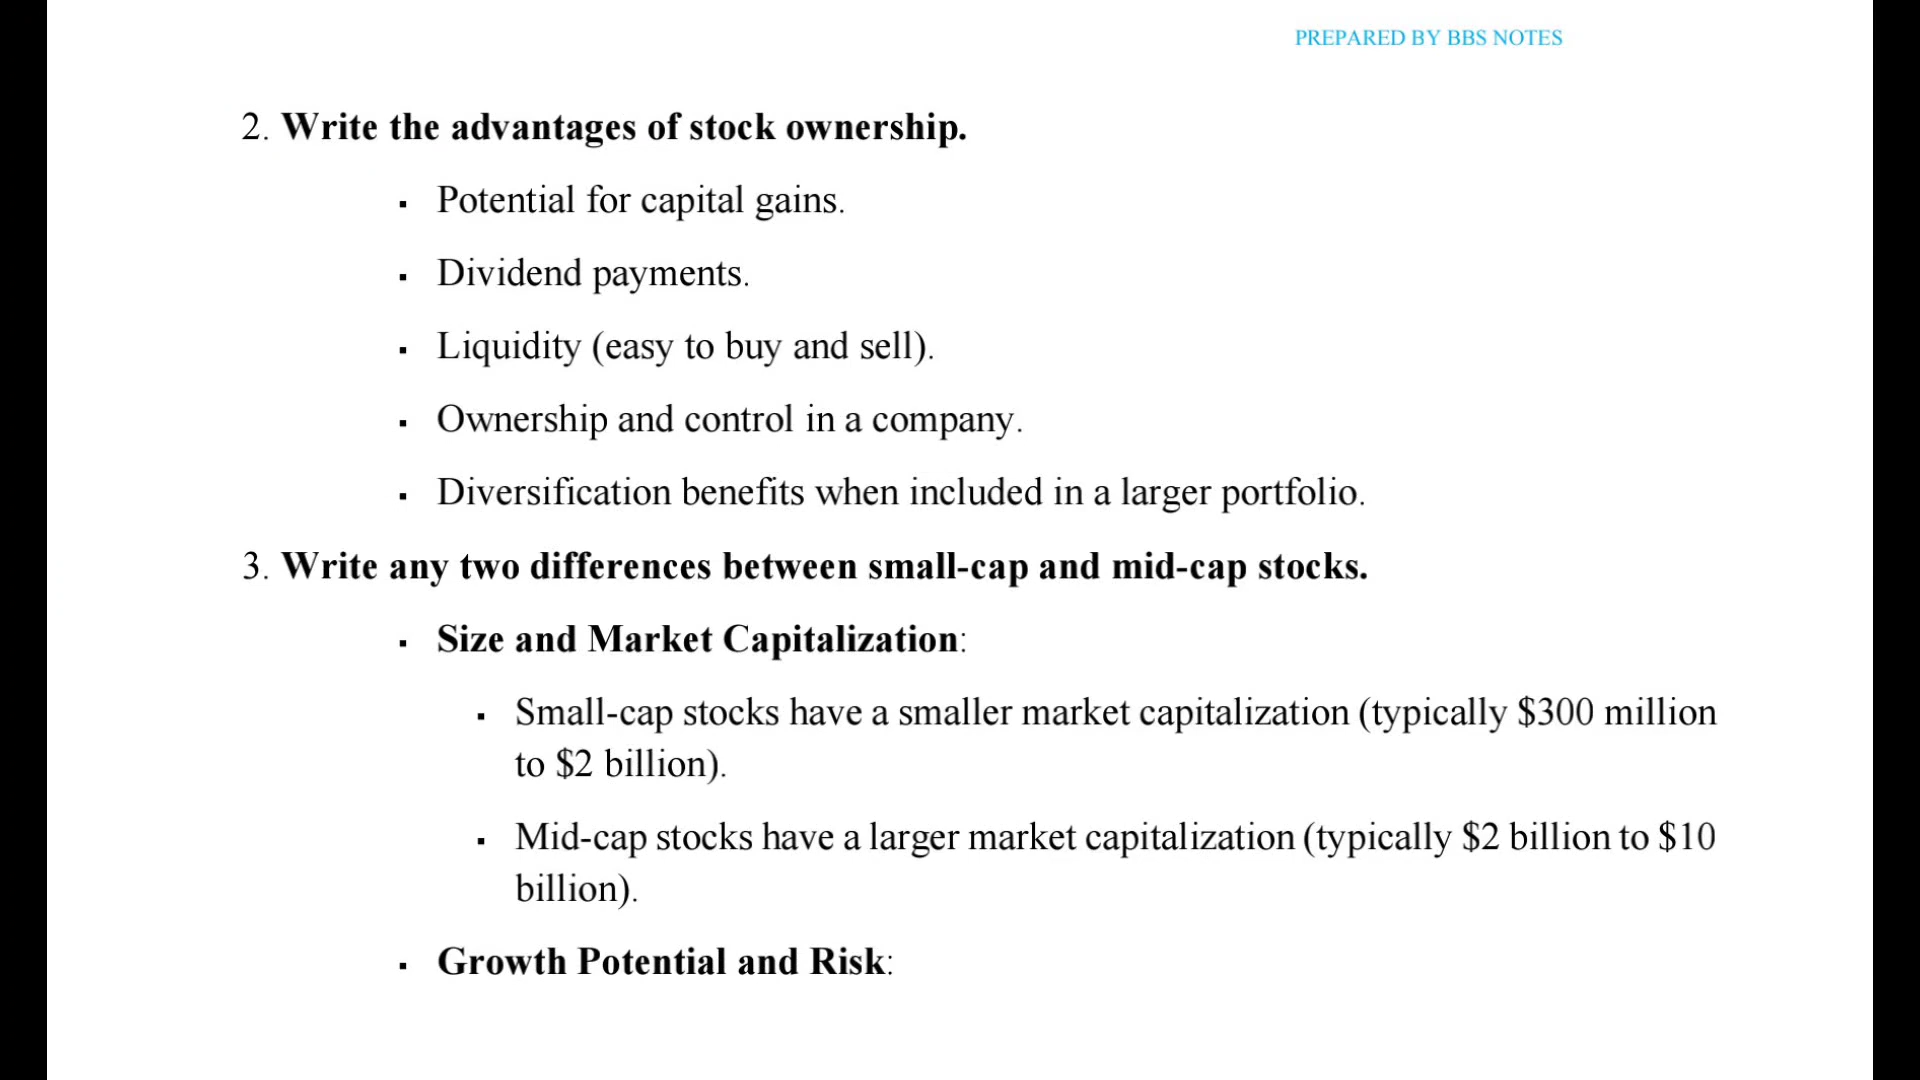 PREPARED BY BBS NOTES
2. Write the advantages of stock ownership.
▪ Potential for capital gains.
▪ Dividend payments.
▪ Liquidity (easy to buy and sell).
▪ Ownership and control in a company.
▪ Diversification benefits when included in a larger portfolio.
3. Write any two differences between small-cap and mid-cap stocks.
▪ Size and Market Capitalization:
▪ Small-cap stocks have a smaller market capitalization (typically $300 million
to $2 billion).
▪ Mid-cap stocks have a larger market capitalization (typically $2 billion to $10
billion).
▪ Growth Potential and Risk: